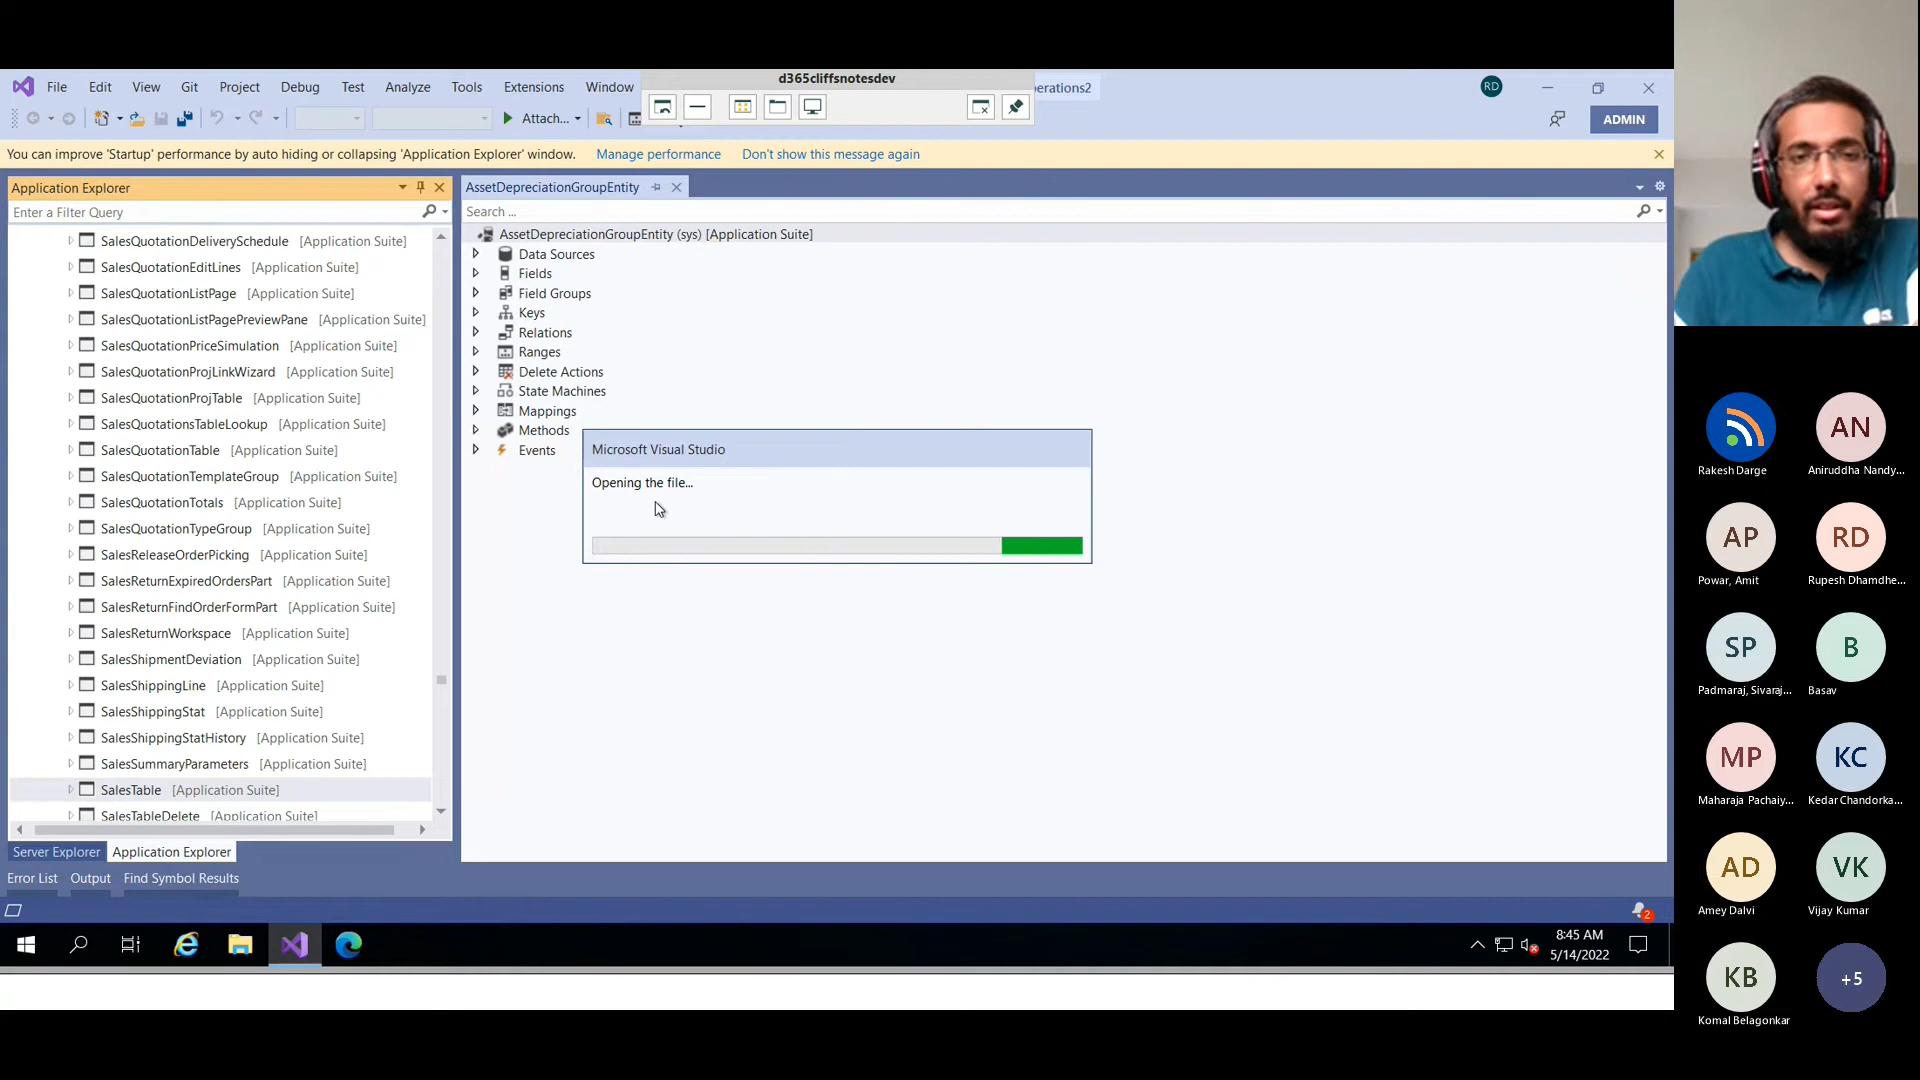 d365cliffsnotesdev
File Edit View Git Project Debug Test Analyze Tools Extensions Window
erations2
RD
Attach...
ADMIN
You can improve 'Startup' performance by auto hiding or collapsing 'Application Explorer' window. Manage performance Don't show this message again
Application Explorer
Enter a Filter Query
SalesQuotationDeliverySchedule [Application Suite]
SalesQuotationEditLines [Application Suite]
SalesQuotationListPage [Application Suite]
SalesQuotationListPagePreviewPane [Application Suite]
SalesQuotationPriceSimulation [Application Suite]
SalesQuotationProjLinkWizard [Application Suite]
SalesQuotationProjTable [Application Suite]
SalesQuotationsTableLookup [Application Suite]
SalesQuotationTable [Application Suite]
SalesQuotationTemplateGroup [Application Suite]
SalesQuotationTotals [Application Suite]
SalesQuotationTypeGroup [Application Suite]
SalesReleaseOrderPicking [Application Suite]
SalesReturnExpiredOrdersPart [Application Suite]
SalesReturnFindOrderFormPart [Application Suite]
SalesReturnWorkspace [Application Suite]
SalesShipmentDeviation [Application Suite]
SalesShippingLine [Application Suite]
SalesShippingStat [Application Suite]
SalesShippingStatHistory [Application Suite]
SalesSummaryParameters [Application Suite]
SalesTable [Application Suite]
SalesTableDelete [Application Suite]
Server Explorer Application Explorer
Error List Output Find Symbol Results
AssetDepreciationGroupEntity
Search ...
AssetDepreciationGroupEntity (sys) [Application Suite]
Data Sources
Fields
Field Groups
Keys
Relations
Ranges
Delete Actions
State Machines
Mappings
Methods
Events
Microsoft Visual Studio
Opening the file...
2
8:45 AM
5/14/2022
Rakesh Darge
AN
Aniruddha Nandy...
AP
Powar, Amit
RD
Rupesh Dhamdhe...
SP
Padmaraj, Sivaraj...
B
Basav
MP
Maharaja Pachaiy...
KC
Kedar Chandorka...
AD
Amey Dalvi
VK
Vijay Kumar
KB
Komal Belagonkar
+5